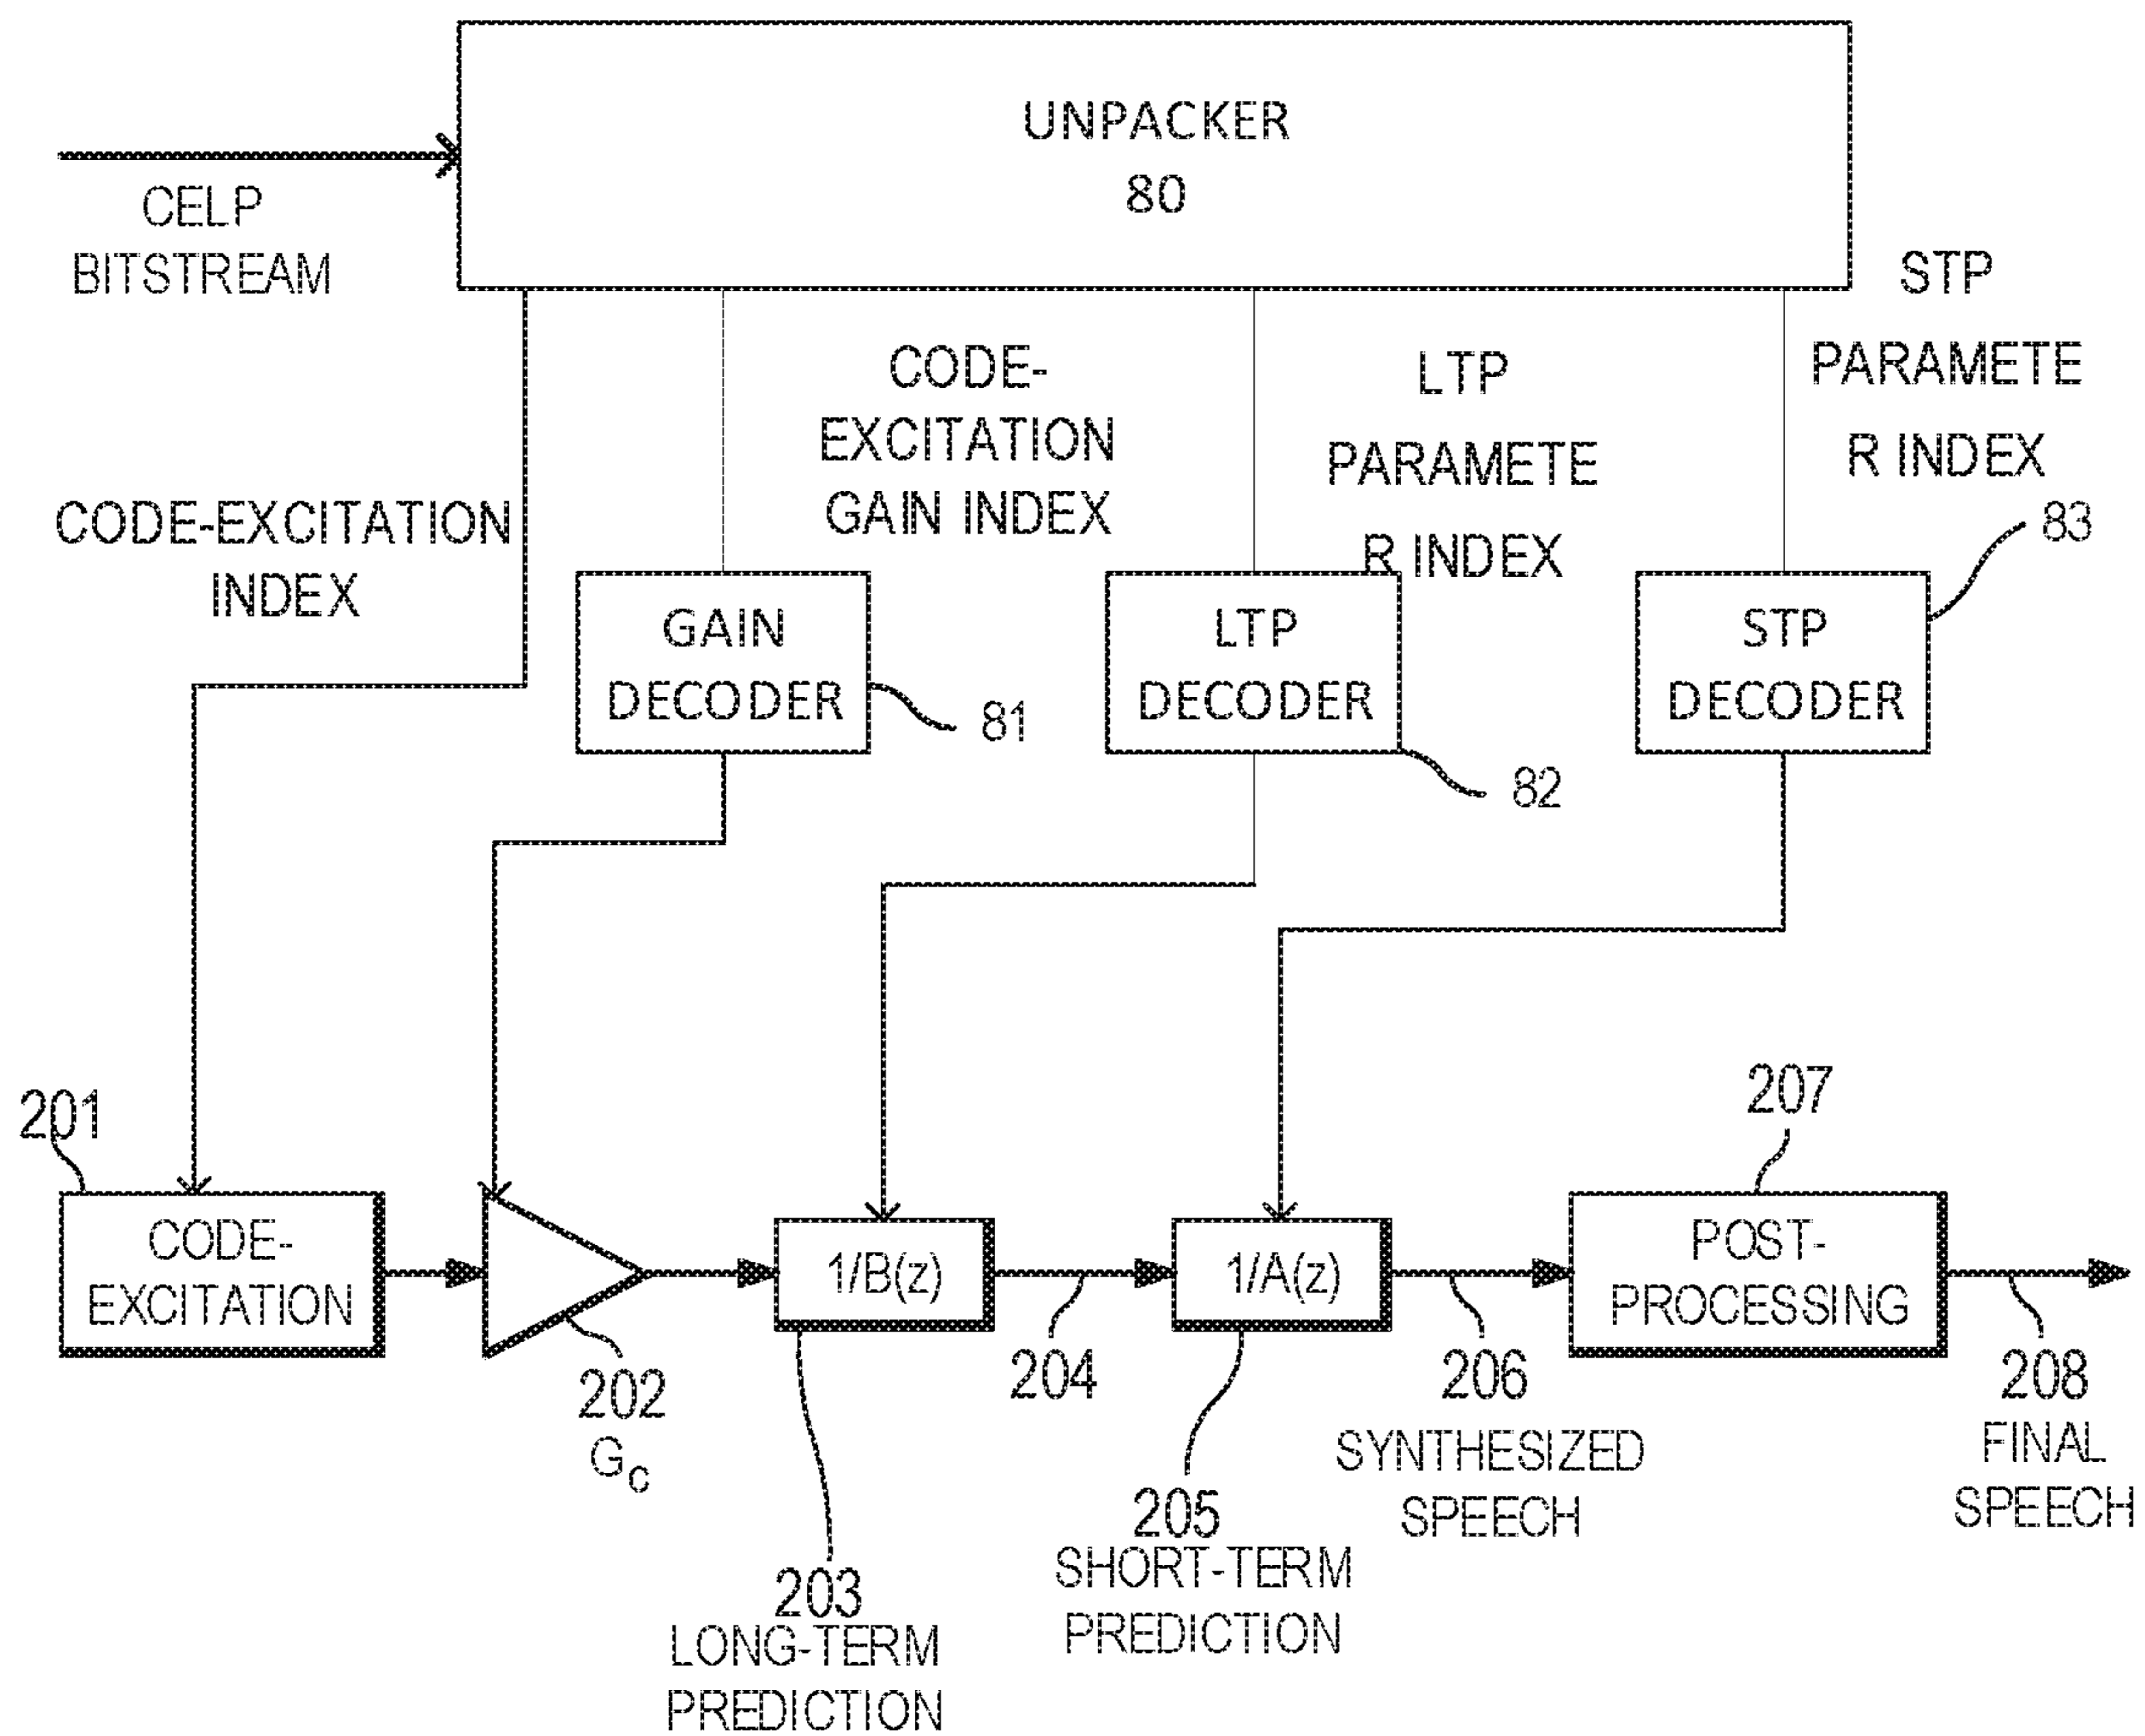 UNPACKER
80
CELP
BITSTREAM
STP
PARAMETE
R INDEX
CODE-
EXCITATION
GAIN INDEX
LTP
PARAMETE
R INDEX
CODE-EXCITATION
INDEX
83
GAIN
DECODER
81
LTP
DECODER
82
STP
DECODER
201
207
CODE-
EXCITATION
1/B(z)
1/A(z)
POST-
PROCESSING
202
Gc
204
206
SYNTHESIZED
SPEECH
208
FINAL
SPEECH
203
LONG-TERM
PREDICTION
205
SHORT-TERM
PREDICTION